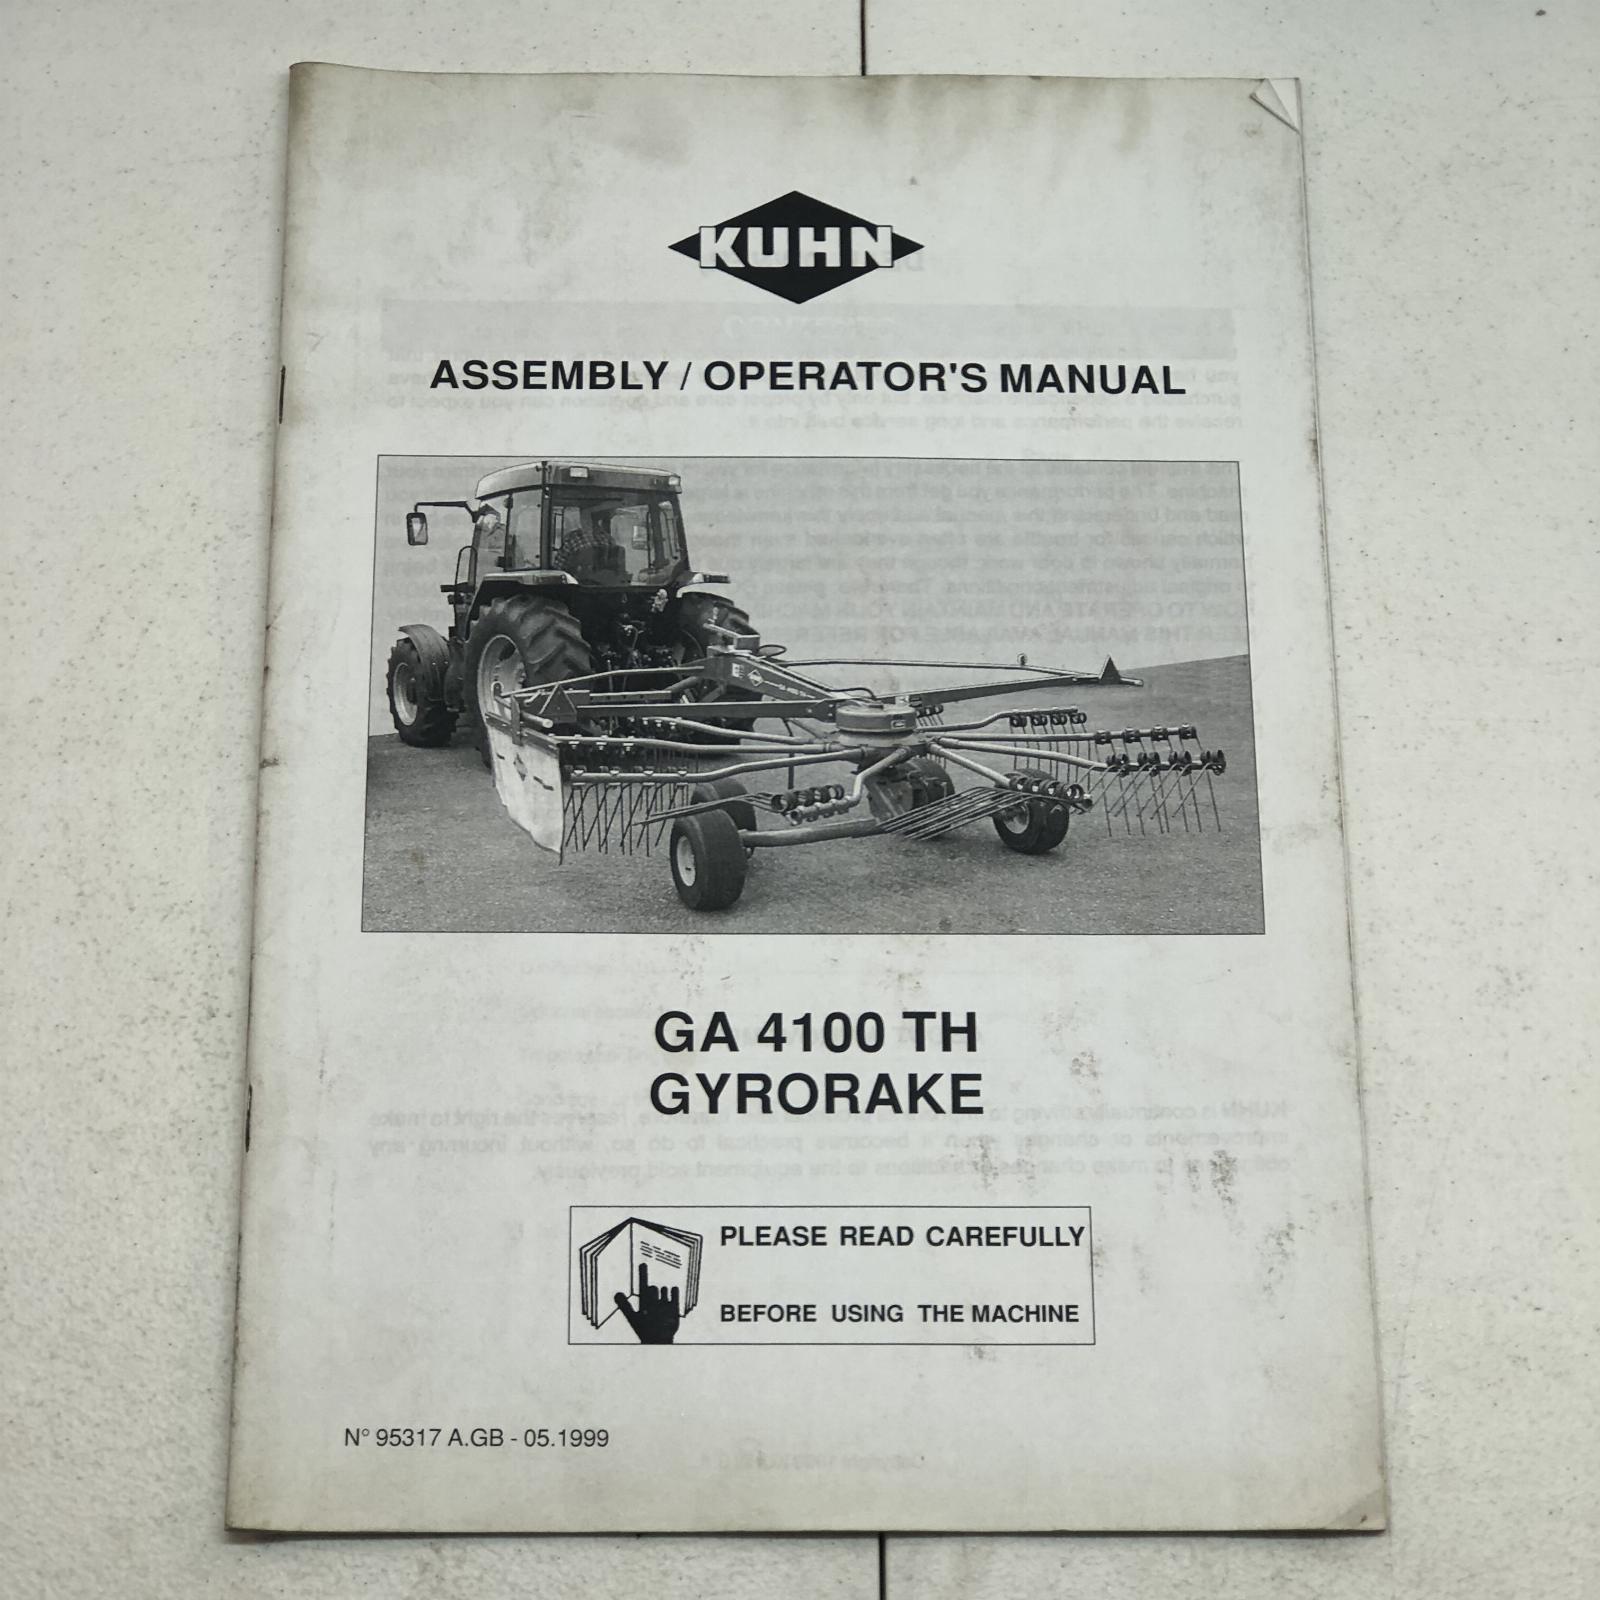 KUHN
ASSEMBLY / OPERATOR'S MANUAL
GA 4100 TH
GYRORAKE
PLEASE READ CAREFULLY
BEFORE USING THE MACHINE
N° 95317 A.GB - 05.1999